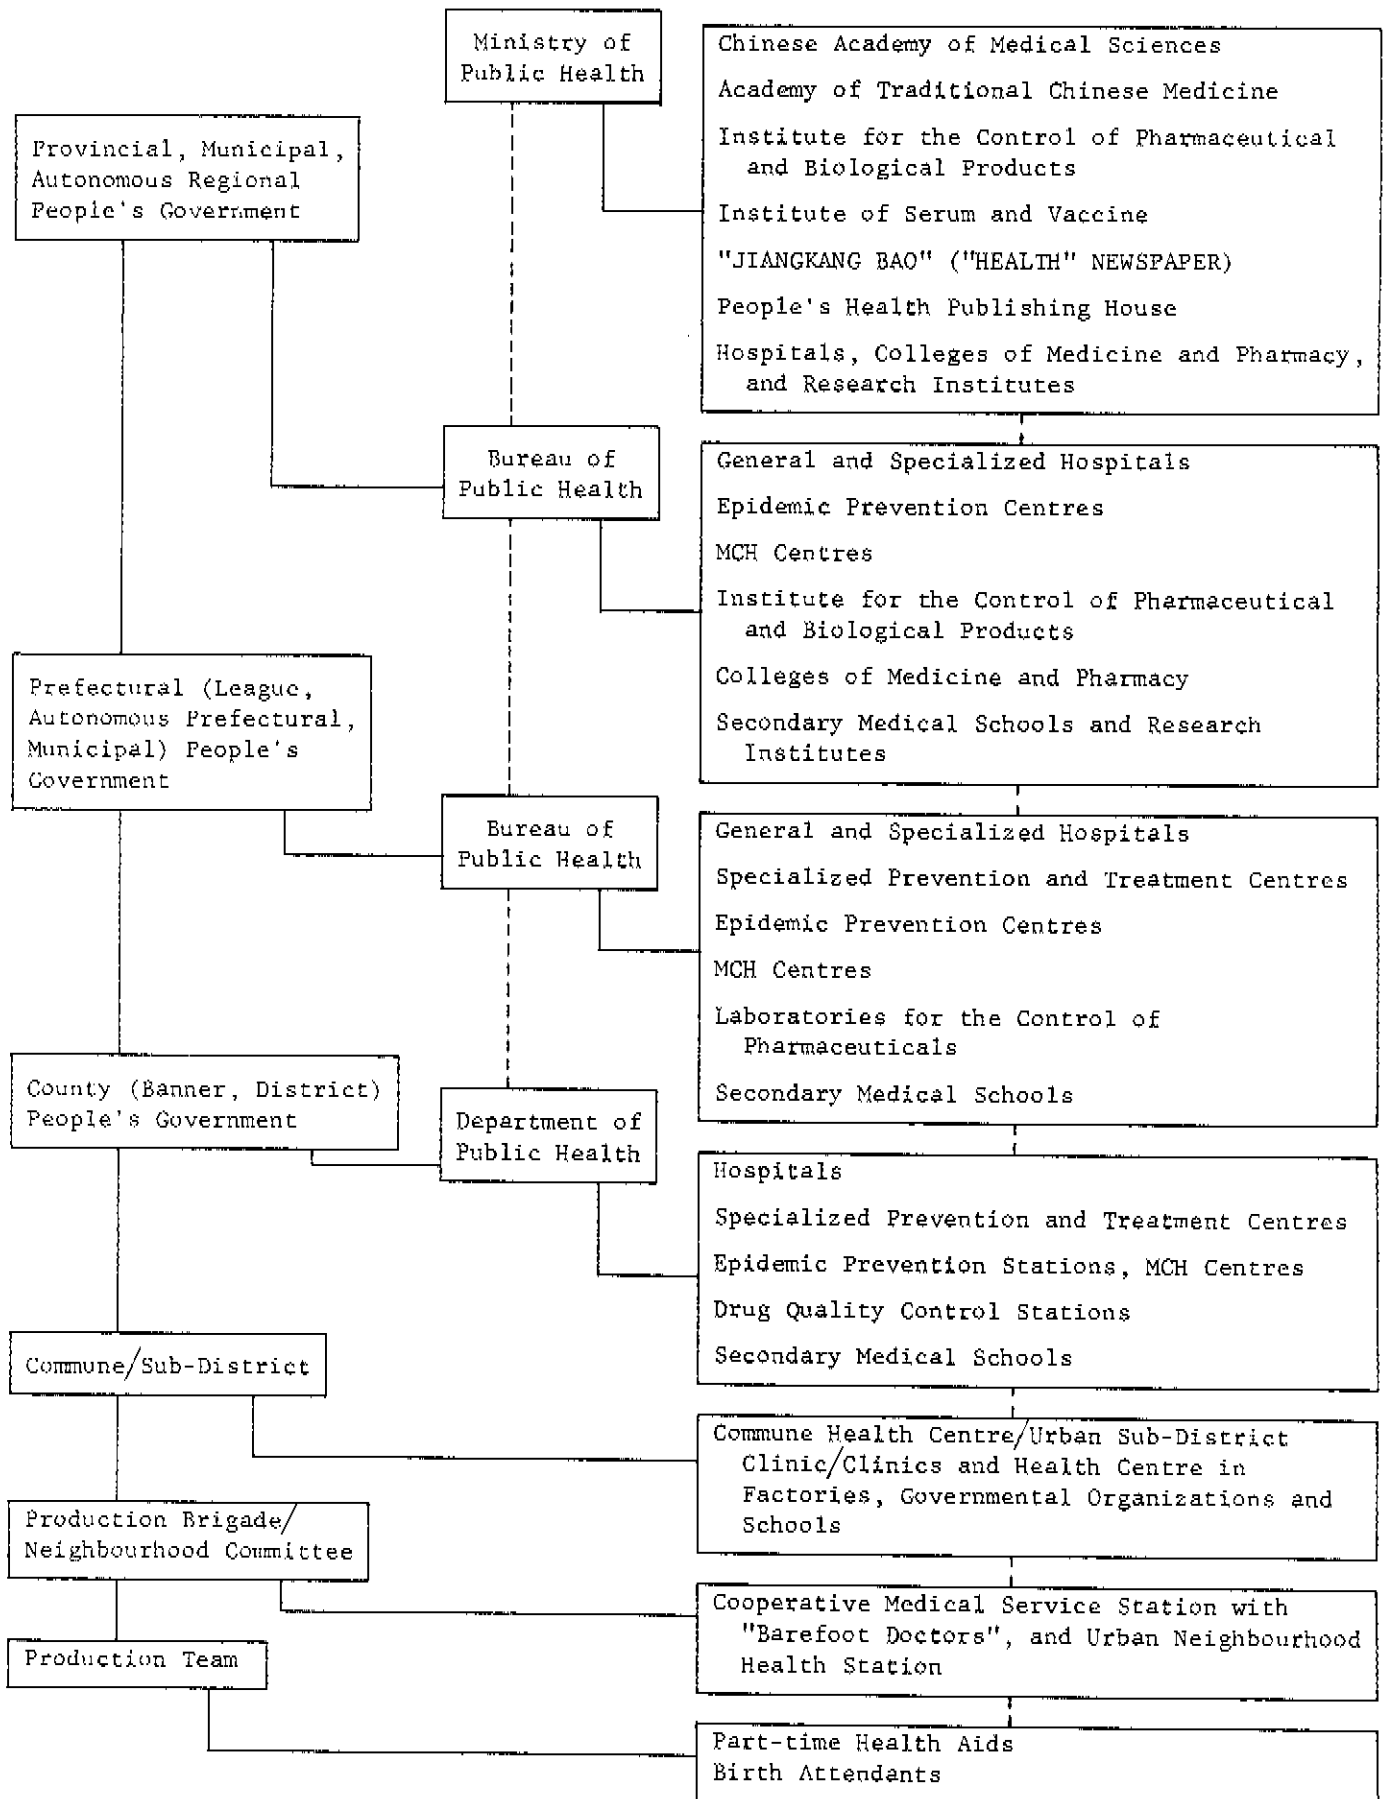 Ministry of
Public Health
Chinese Academy of Medical Sciences
Academy of Traditional Chinese Medicine
Institute for the Control of Pharmaceutical
and Biological Products
Institute of Serum and Vaccine
"JIANGKANG BAO" ("HEALTH" NEWSPAPER)
People's Health Publishing House
Hospitals, Colleges of Medicine and Pharmacy,
and Research Institutes
Provincial, Municipal,
Autonomous Regional
People's Government
Bureau of
Public Health
General and Specialized Hospitals
Epidemic Prevention Centres
MCH Centres
Institute for the Control of Pharmaceutical
and Biological Products
Colleges of Medicine and Pharmacy
Secondary Medical Schools and Research
Institutes
Prefectural (League,
Autonomous Prefectural,
Municipal) People's
Government
Bureau of
Public Health
General and Specialized Hospitals
Specialized Prevention and Treatment Centres
Epidemic Prevention Centres
MCH Centres
Laboratories for the Control of
Pharmaceuticals
Secondary Medical Schools
County (Banner, District)
People's Government
Department of
Public Health
Hospitals
Specialized Prevention and Treatment Centres
Epidemic Prevention Stations, MCH Centres
Drug Quality Control Stations
Secondary Medical Schools
Commune/Sub-District
Commune Health Centre/Urban Sub-District
Clinic/Clinics and Health Centre in
Factories, Governmental Organizations and
Schools
Production Brigade/
Neighbourhood Committee
Cooperative Medical Service Station with
"Barefoot Doctors", and Urban Neighbourhood
Health Station
Production Team
Part-time Health Aids
Birth Attendants